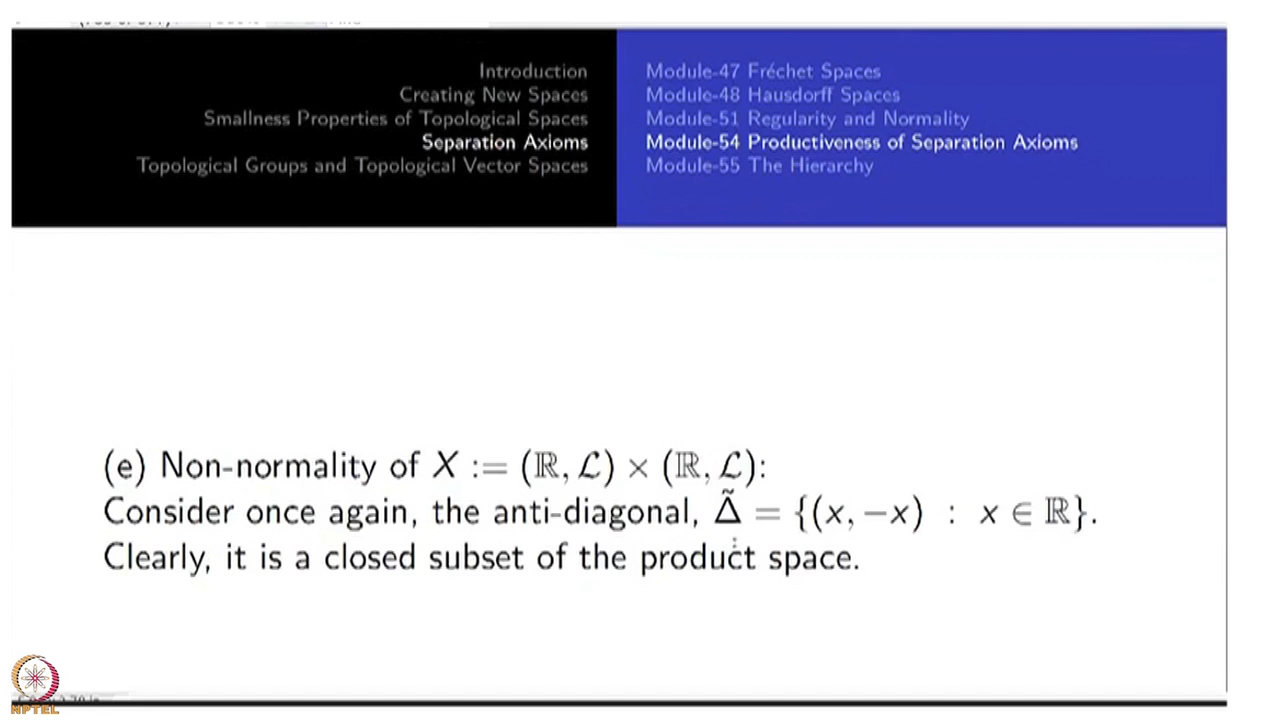 Introduction
Creating New Spaces
Smallness Properties of Topological Spaces
Separation Axioms
Topological Groups and Topological Vector Spaces
Module-47 Fréchet Spaces
Module-48 Hausdorff Spaces
Module-51 Regularity and Normality
Module-54 Productiveness of Separation Axioms
Module-55 The Hierarchy
(e) Non-normality of X := (ℝ, ℒ) × (ℝ, ℒ):
Consider once again, the anti-diagonal, Δ̃ = {(x, −x) : x ∈ ℝ}.
Clearly, it is a closed subset of the product space.
NPTEL